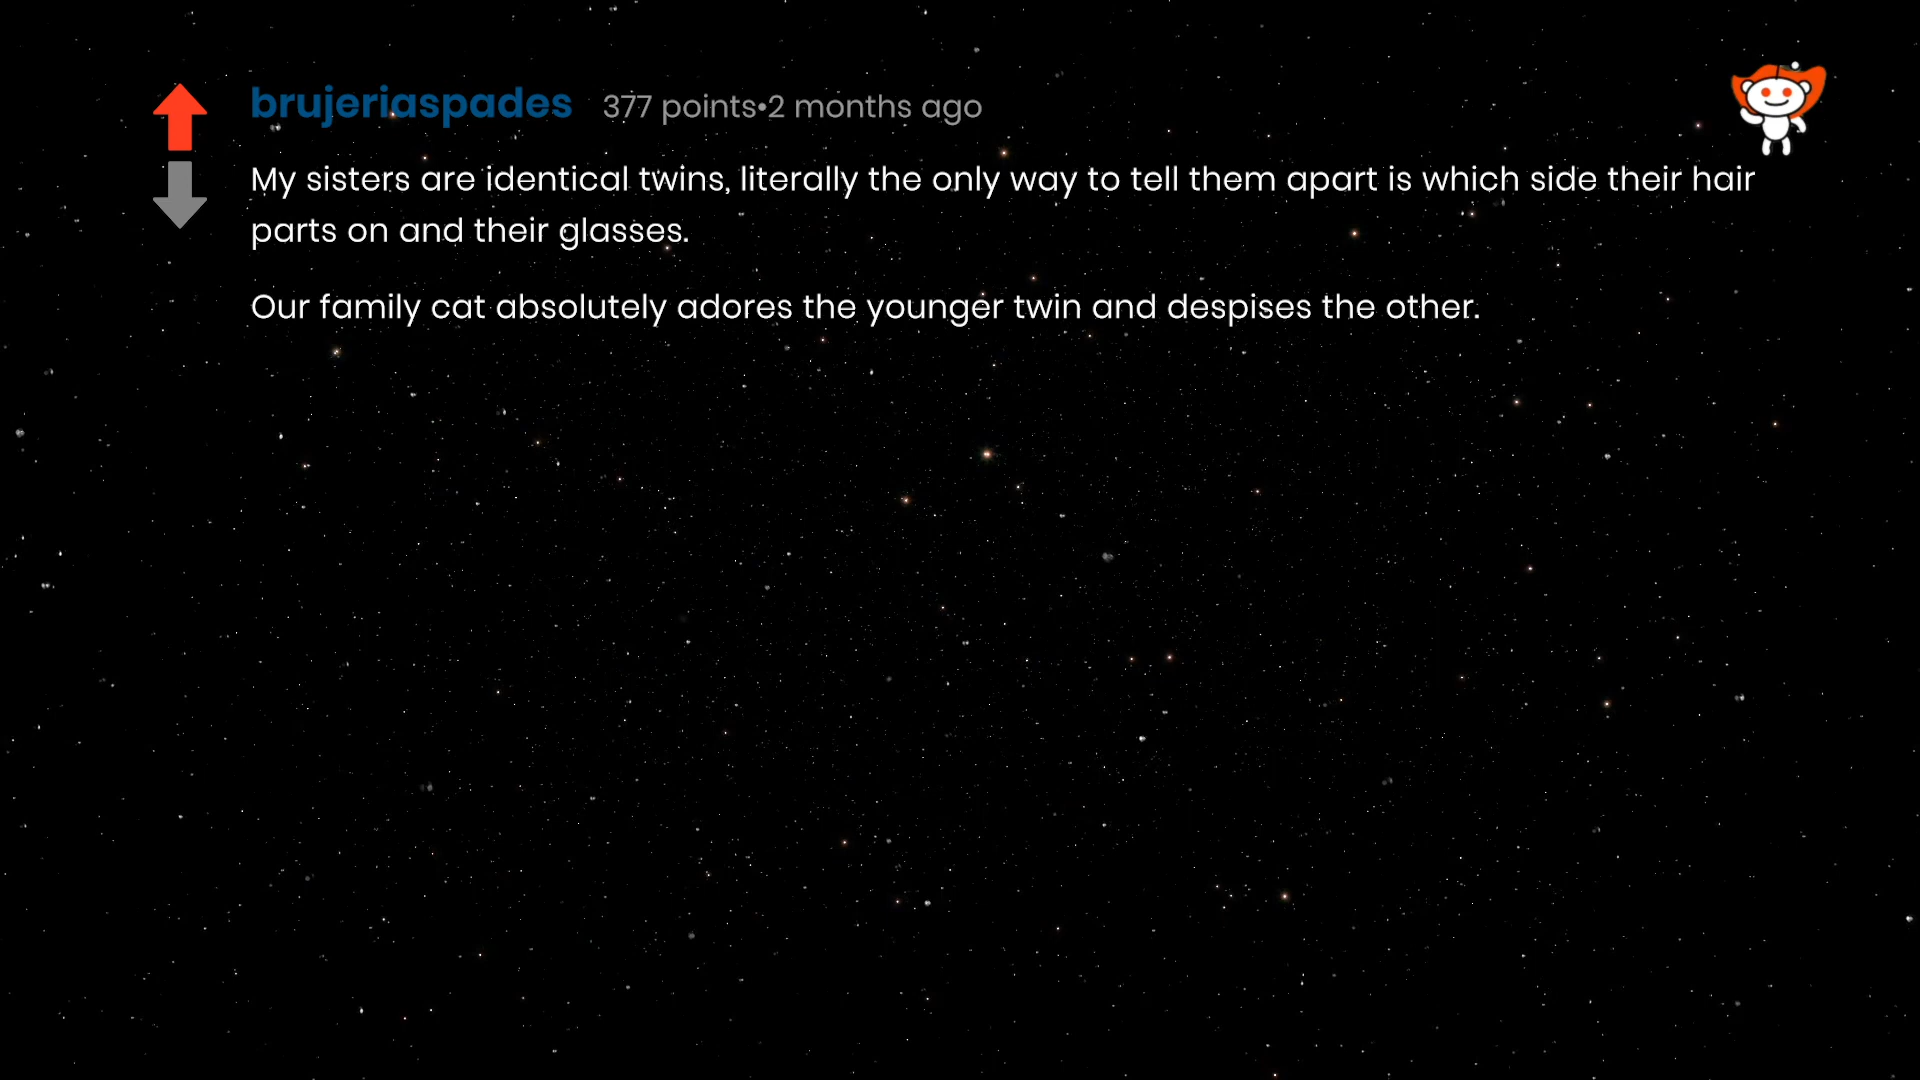 brujeriaspades 377 points•2 months ago
My sisters are identical twins, literally the only way to tell them apart is which side their hair
parts on and their glasses.
Our family cat absolutely adores the younger twin and despises the other.